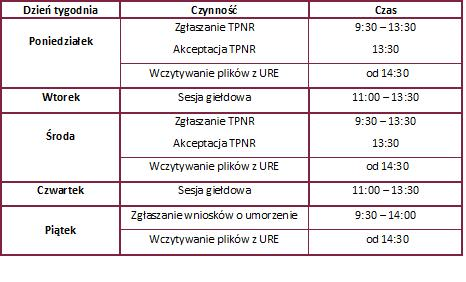 Dzień tygodnia Czynność Czas
Poniedziałek
Zgłaszanie TPNR 9:30 – 13:30
Akceptacja TPNR 13:30
Wczytywanie plików z URE od 14:30
Wtorek Sesja giełdowa 11:00 – 13:30
Środa
Zgłaszanie TPNR 9:30 – 13:30
Akceptacja TPNR 13:30
Wczytywanie plików z URE od 14:30
Czwartek Sesja giełdowa 11:00 – 13:30
Piątek
Zgłaszanie wniosków o umorzenie 9:30 – 14:00
Wczytywanie plików z URE od 14:30